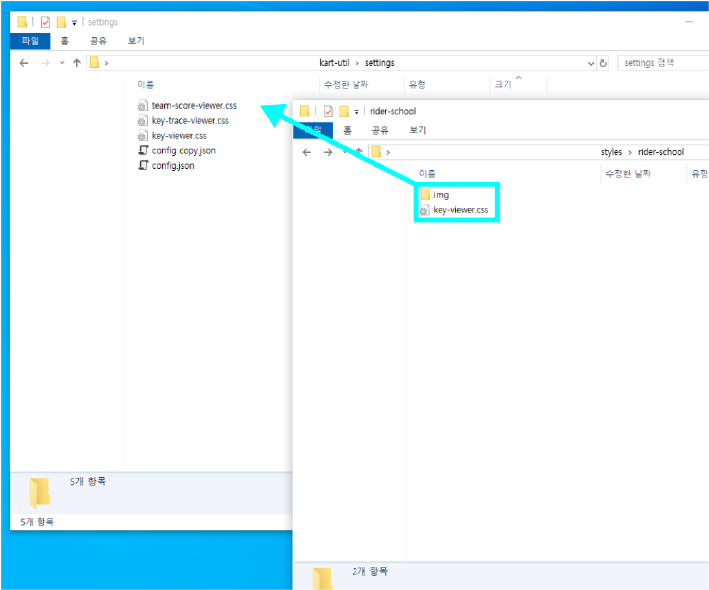 settings
파일 홈 공유 보기
kart-util › settings
settings 검색
이름 수정한 날짜 유형 크기
team-score-viewer.css
key-trace-viewer.css
key-viewer.css
config copy.json
config.json
5개 항목
5개 항목
rider-school
파일 홈 공유 보기
styles › rider-school
이름 수정한 날짜 유형
img
key-viewer.css
2개 항목